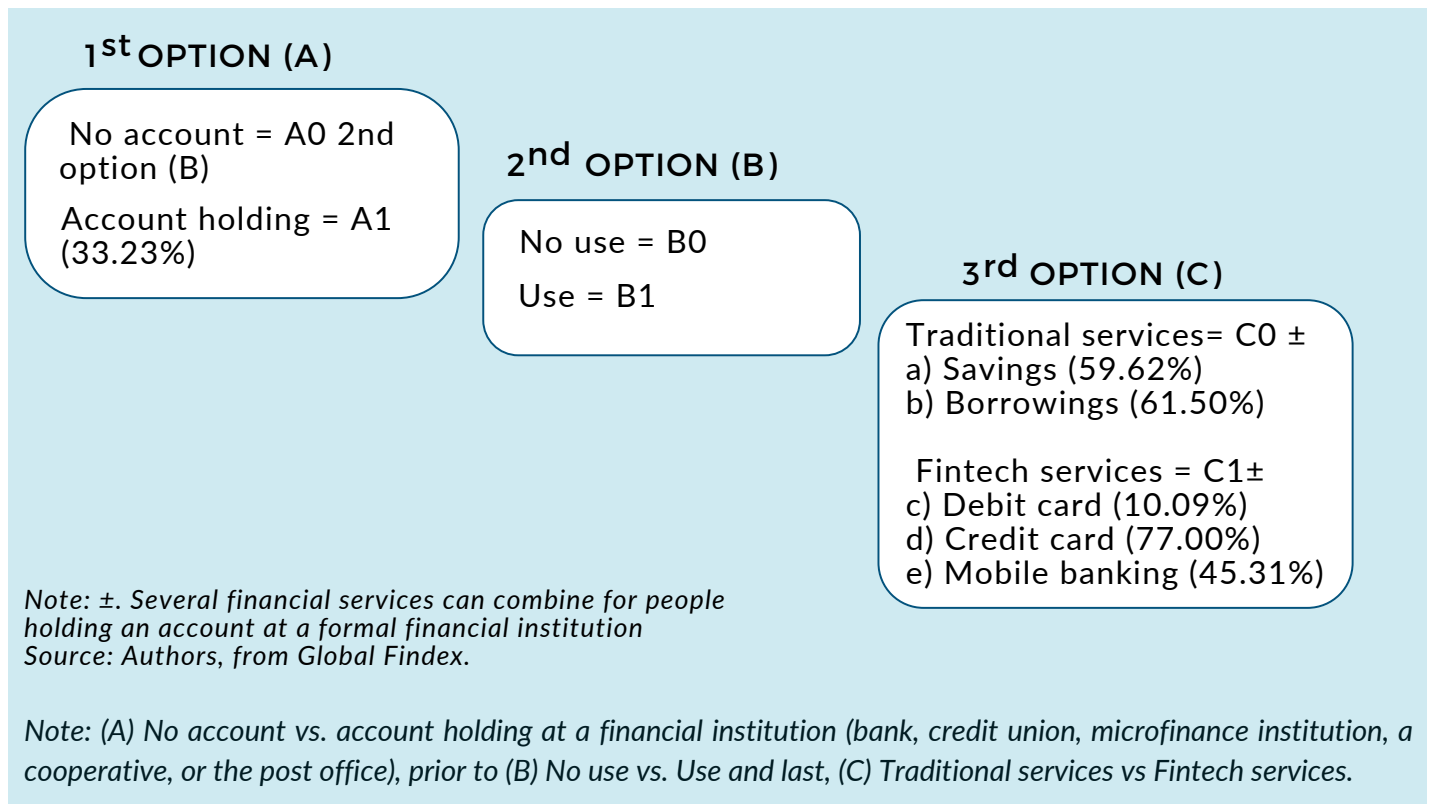 1st OPTION (A)
No account = A0 2nd
option (B)
Account holding = A1
(33.23%)
2nd OPTION (B)
No use = B0
Use = B1
3rd OPTION (C)
Traditional services= C0 ±
a) Savings (59.62%)
b) Borrowings (61.50%)
Fintech services = C1±
c) Debit card (10.09%)
d) Credit card (77.00%)
e) Mobile banking (45.31%)
Note: ±. Several financial services can combine for people
holding an account at a formal financial institution
Source: Authors, from Global Findex.
Note: (A) No account vs. account holding at a financial institution (bank, credit union, microfinance institution, a
cooperative, or the post office), prior to (B) No use vs. Use and last, (C) Traditional services vs Fintech services.